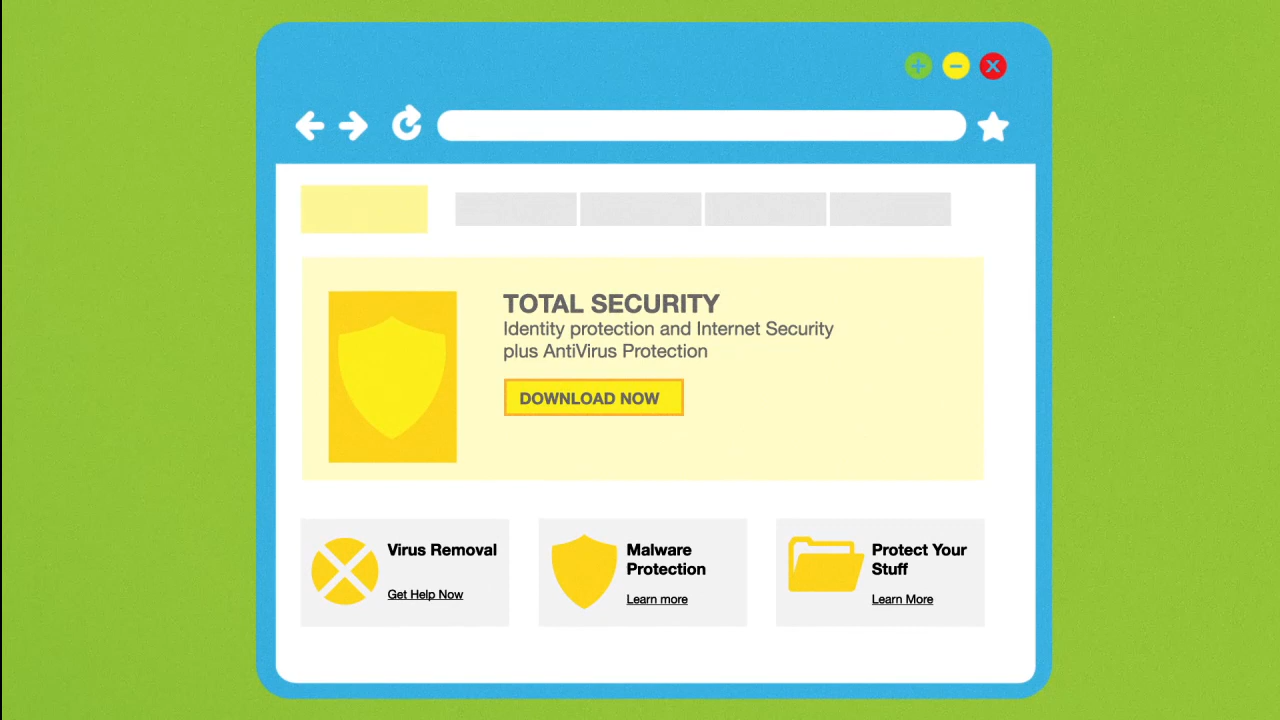 TOTAL SECURITY
Identity protection and Internet Security
plus AntiVirus Protection
DOWNLOAD NOW
Virus Removal
Get Help Now
Malware
Protection
Learn more
Protect Your
Stuff
Learn More